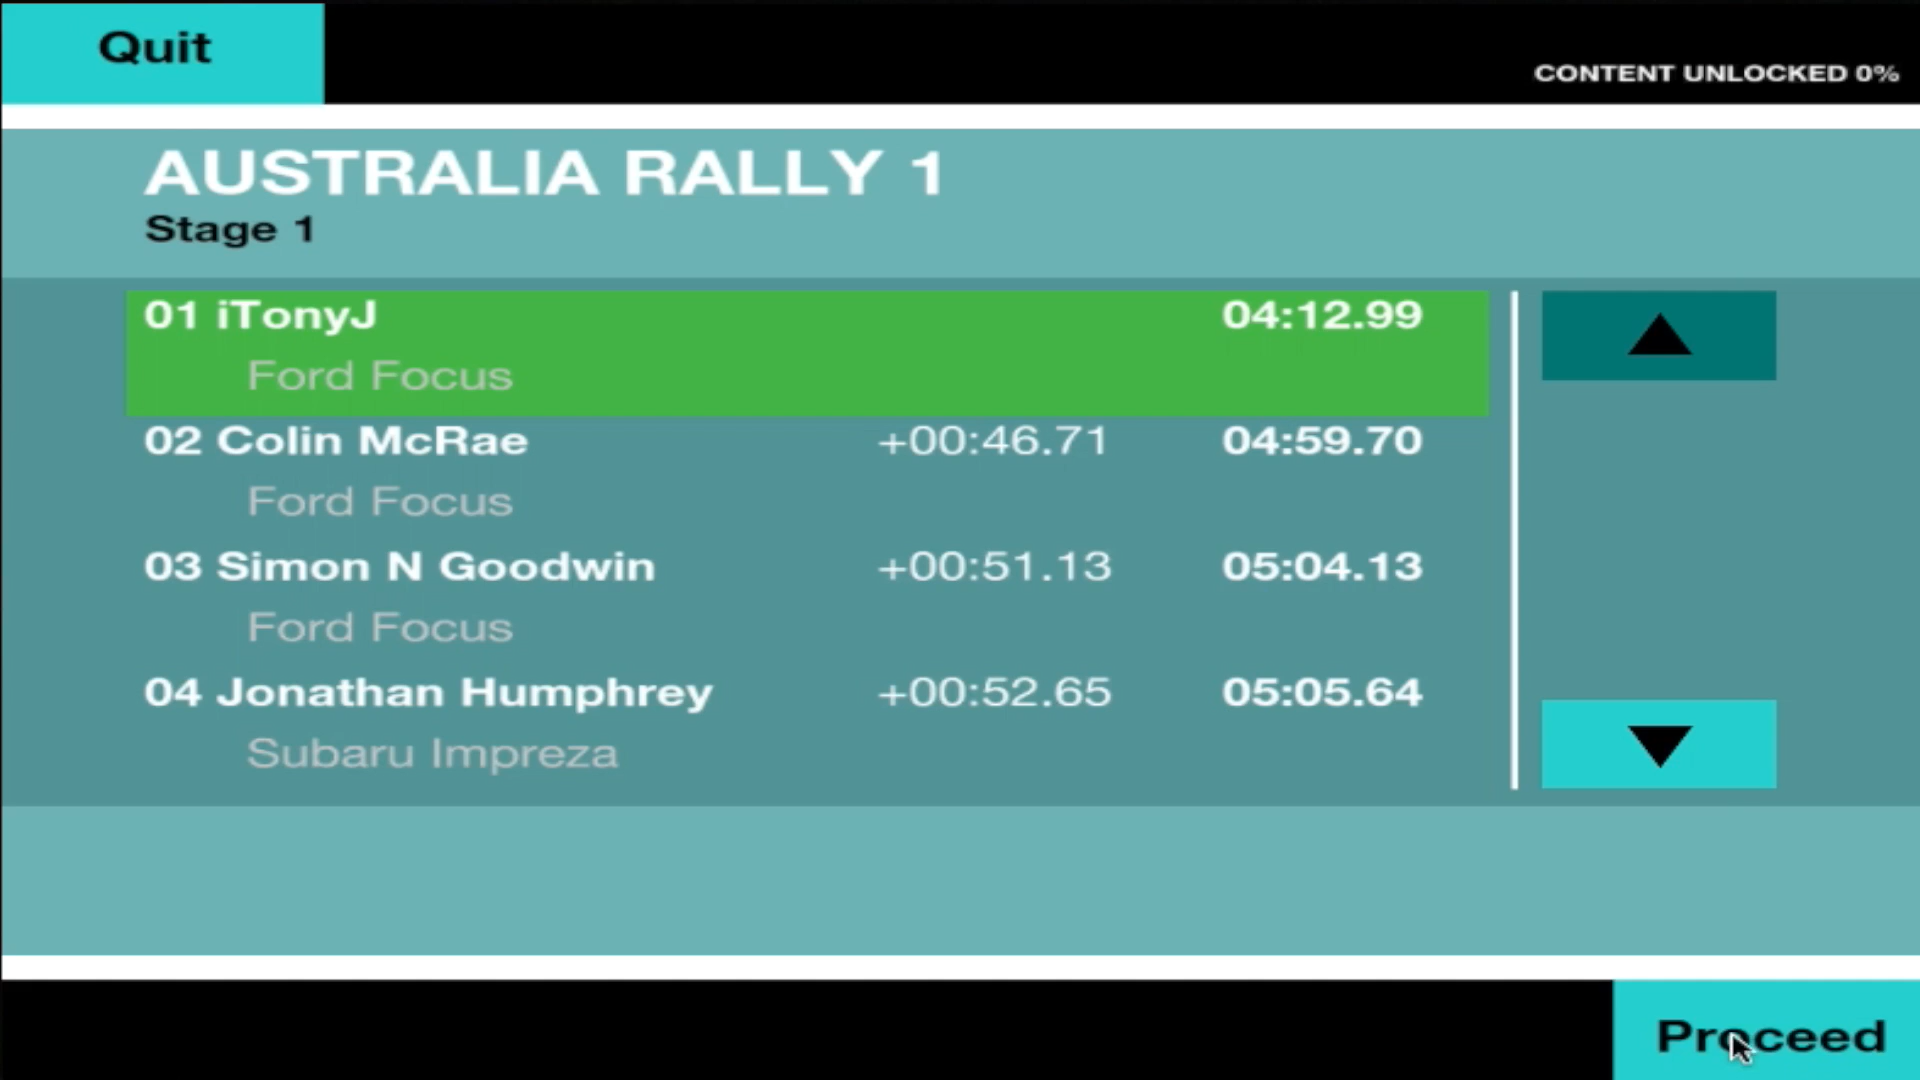 Quit
CONTENT UNLOCKED 0%
AUSTRALIA RALLY 1
Stage 1
01 iTonyJ 04:12.99
Ford Focus
02 Colin McRae +00:46.71 04:59.70
Ford Focus
03 Simon N Goodwin +00:51.13 05:04.13
Ford Focus
04 Jonathan Humphrey +00:52.65 05:05.64
Subaru Impreza
Proceed